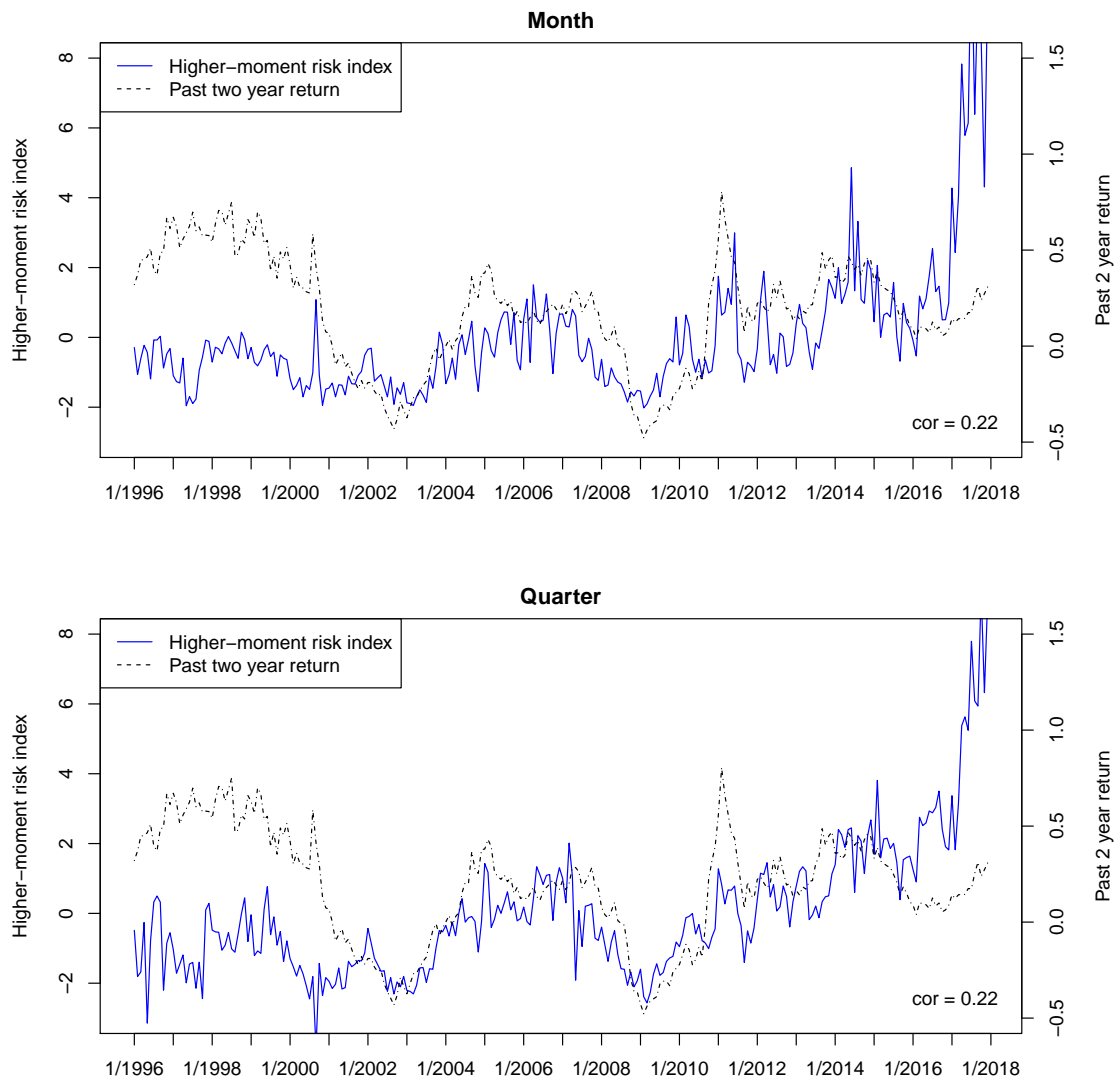 Month
Higher−moment risk index
Past two year return
Higher−moment risk index
Past 2 year return
8
6
4
2
0
−2
1.5
1.0
0.5
0.0
−0.5
cor = 0.22
1/1996 1/1998 1/2000 1/2002 1/2004 1/2006 1/2008 1/2010 1/2012 1/2014 1/2016 1/2018
Quarter
Higher−moment risk index
Past two year return
Higher−moment risk index
Past 2 year return
8
6
4
2
0
−2
1.5
1.0
0.5
0.0
−0.5
cor = 0.22
1/1996 1/1998 1/2000 1/2002 1/2004 1/2006 1/2008 1/2010 1/2012 1/2014 1/2016 1/2018